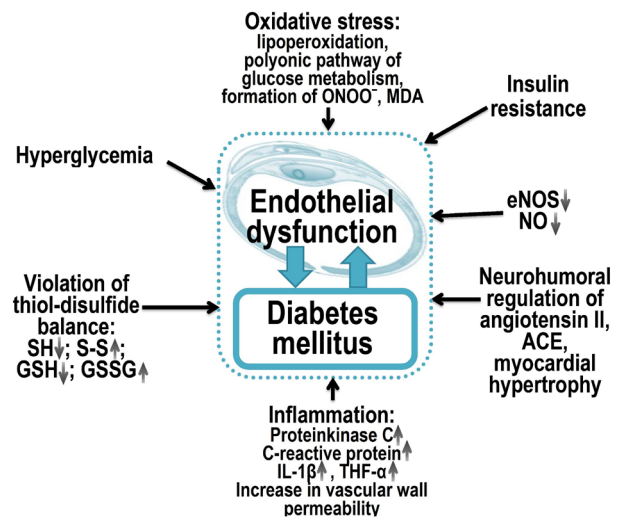 Oxidative stress:
lipoperoxidation,
polyonic pathway of
glucose metabolism,
formation of ONOO⁻, MDA
Insulin
resistance
Hyperglycemia
Endothelial
dysfunction
eNOS↓
NO↓
Violation of
thiol-disulfide
balance:
SH↓; S-S↑;
GSH↓; GSSG↑
Diabetes
mellitus
Neurohumoral
regulation of
angiotensin II,
ACE,
myocardial
hypertrophy
Inflammation:
Proteinkinase C↑
C-reactive protein↑
IL-1β↑, THF-α↑
Increase in vascular wall
permeability